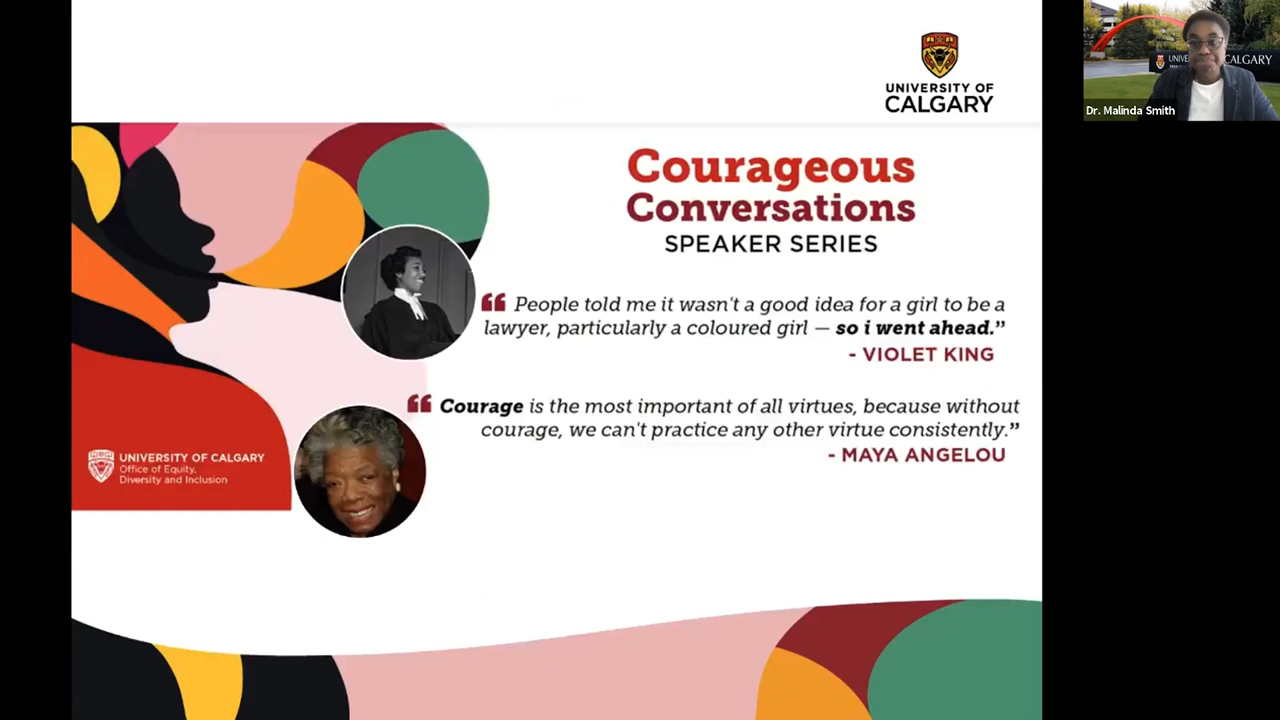 UNIVERSITY OF
CALGARY
Courageous
Conversations
SPEAKER SERIES
“ People told me it wasn't a good idea for a girl to be a
lawyer, particularly a coloured girl — so i went ahead.”
- VIOLET KING
“ Courage is the most important of all virtues, because without
courage, we can't practice any other virtue consistently.”
- MAYA ANGELOU
UNIVERSITY OF CALGARY
Office of Equity,
Diversity and Inclusion
CALGARY
Dr. Malinda Smith